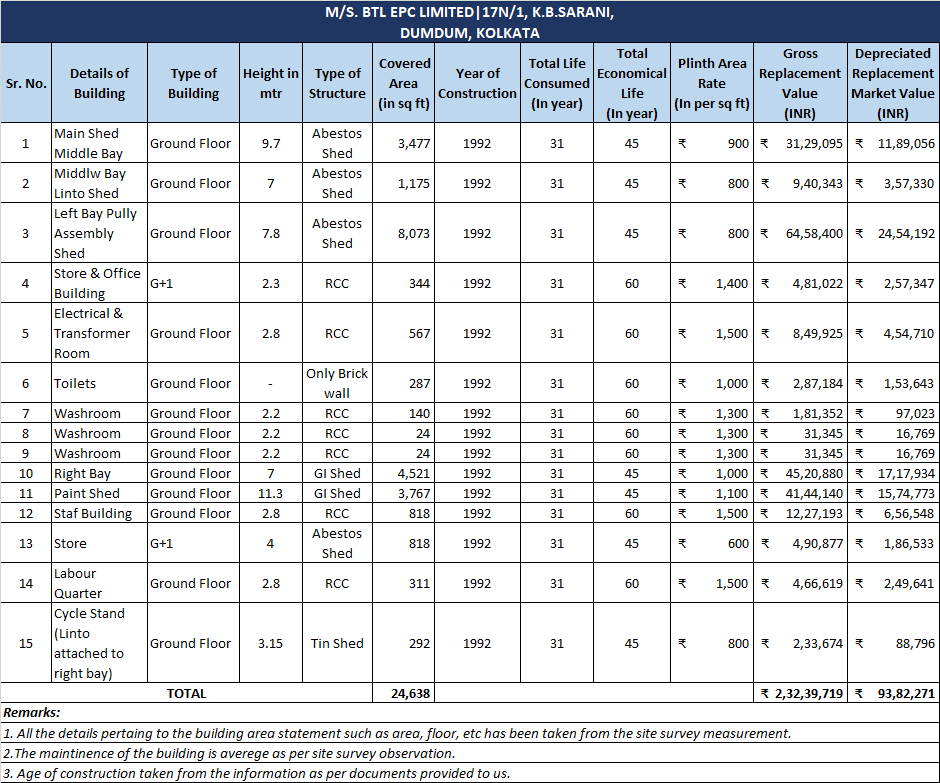 M/S. BTL EPC LIMITED|17N/1, K.B.SARANI,
DUMDUM, KOLKATA
Sr. No. Details of Building Type of Building Height in mtr Type of Structure Covered Area (in sq ft) Year of Construction Total Life Consumed (In year) Total Economical Life (In year) Plinth Area Rate (In per sq ft) Gross Replacement Value (INR) Depreciated Replacement Market Value (INR)
1 Main Shed Middle Bay Ground Floor 9.7 Abestos Shed 3,477 1992 31 45 ₹ 900 ₹ 31,29,095 ₹ 11,89,056
2 Middlw Bay Linto Shed Ground Floor 7 Abestos Shed 1,175 1992 31 45 ₹ 800 ₹ 9,40,343 ₹ 3,57,330
3 Left Bay Pully Assembly Shed Ground Floor 7.8 Abestos Shed 8,073 1992 31 45 ₹ 800 ₹ 64,58,400 ₹ 24,54,192
4 Store & Office Building G+1 2.3 RCC 344 1992 31 60 ₹ 1,400 ₹ 4,81,022 ₹ 2,57,347
5 Electrical & Transformer Room Ground Floor 2.8 RCC 567 1992 31 60 ₹ 1,500 ₹ 8,49,925 ₹ 4,54,710
6 Toilets Ground Floor - Only Brick wall 287 1992 31 60 ₹ 1,000 ₹ 2,87,184 ₹ 1,53,643
7 Washroom Ground Floor 2.2 RCC 140 1992 31 60 ₹ 1,300 ₹ 1,81,352 ₹ 97,023
8 Washroom Ground Floor 2.2 RCC 24 1992 31 60 ₹ 1,300 ₹ 31,345 ₹ 16,769
9 Washroom Ground Floor 2.2 RCC 24 1992 31 60 ₹ 1,300 ₹ 31,345 ₹ 16,769
10 Right Bay Ground Floor 7 GI Shed 4,521 1992 31 45 ₹ 1,000 ₹ 45,20,880 ₹ 17,17,934
11 Paint Shed Ground Floor 11.3 GI Shed 3,767 1992 31 45 ₹ 1,100 ₹ 41,44,140 ₹ 15,74,773
12 Staf Building Ground Floor 2.8 RCC 818 1992 31 60 ₹ 1,500 ₹ 12,27,193 ₹ 6,56,548
13 Store G+1 4 Abestos Shed 818 1992 31 45 ₹ 600 ₹ 4,90,877 ₹ 1,86,533
14 Labour Quarter Ground Floor 2.8 RCC 311 1992 31 60 ₹ 1,500 ₹ 4,66,619 ₹ 2,49,641
15 Cycle Stand (Linto attached to right bay) Ground Floor 3.15 Tin Shed 292 1992 31 45 ₹ 800 ₹ 2,33,674 ₹ 88,796
TOTAL 24,638 ₹ 2,32,39,719 ₹ 93,82,271
Remarks:
1. All the details pertaing to the building area statement such as area, floor, etc has been taken from the site survey measurement.
2.The maintinence of the building is averege as per site survey observation.
3. Age of construction taken from the information as per documents provided to us.